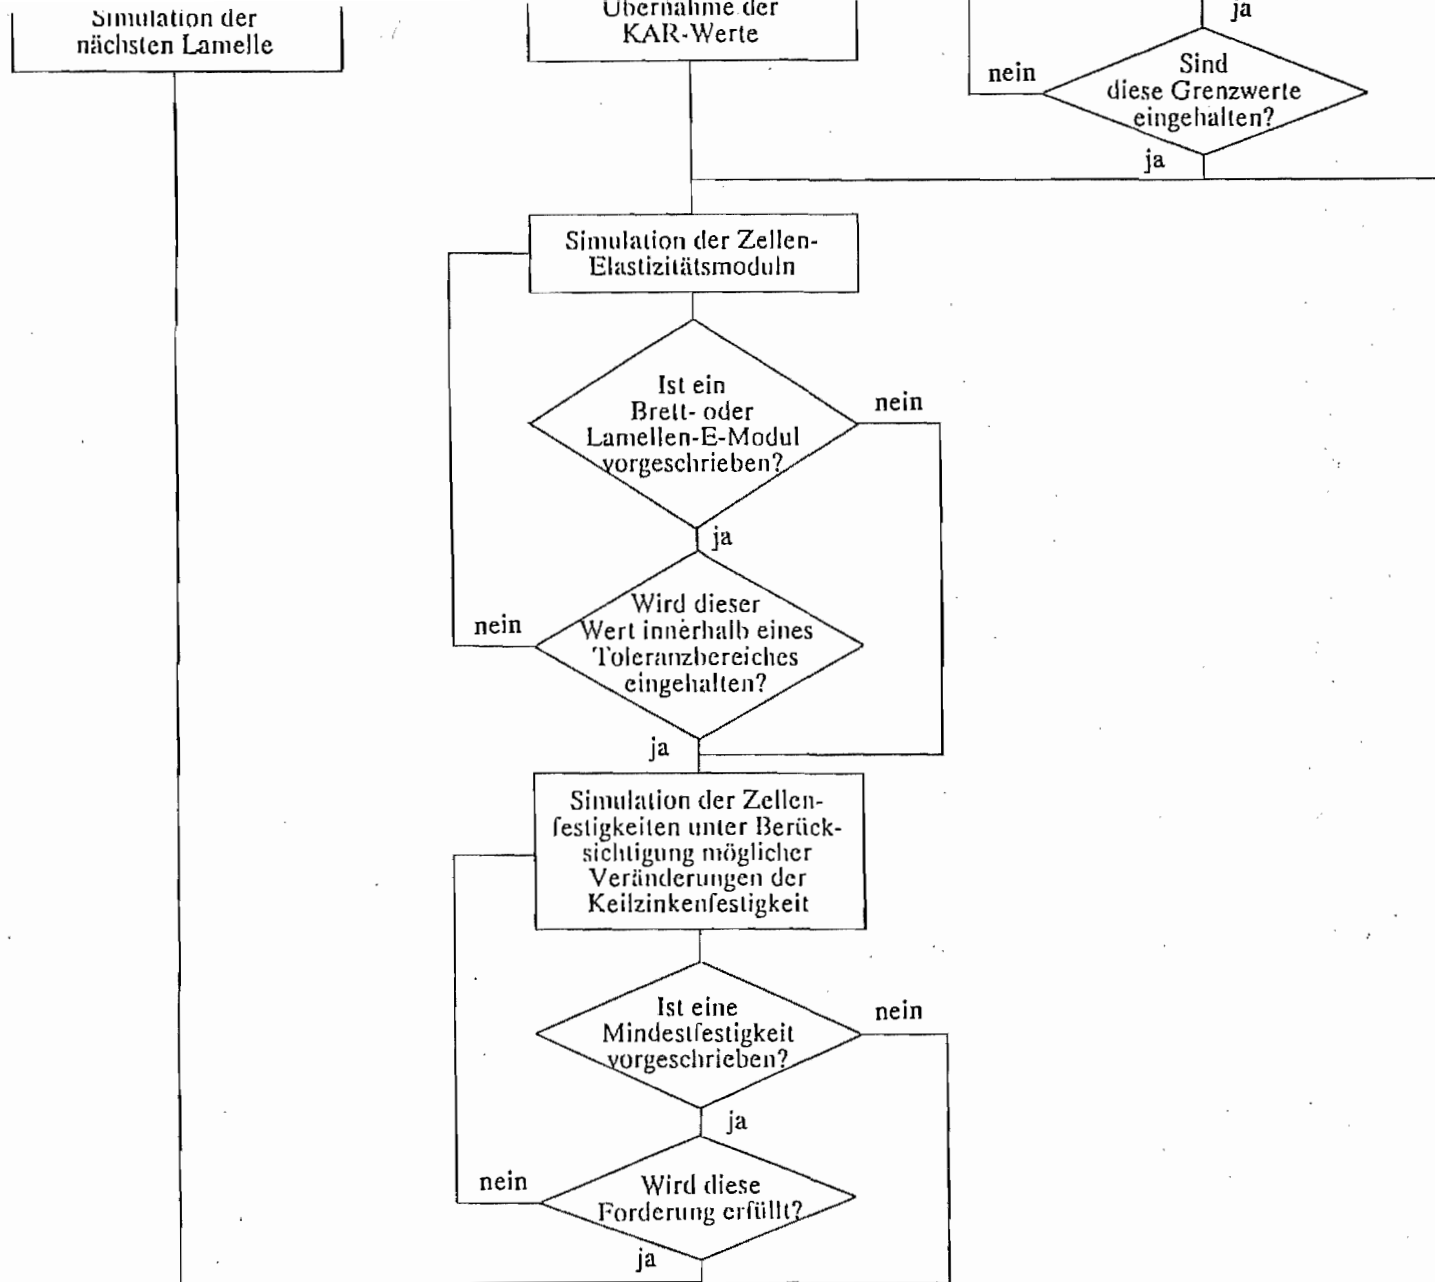 Simulation der
nächsten Lamelle
Übernahme der
KAR-Werte
ja
nein
Sind
diese Grenzwerte
eingehalten?
ja
Simulation der Zellen-
Elastizitätsmoduln
Ist ein
Brett- oder
Lamellen-E-Modul
vorgeschrieben?
nein
ja
Wird dieser
Wert innerhalb eines
Toleranzbereiches
eingehalten?
nein
ja
Simulation der Zellen-
festigkeiten unter Berück-
sichtigung möglicher
Veränderungen der
Keilzinkenfestigkeit
Ist eine
Mindestfestigkeit
vorgeschrieben?
nein
ja
Wird diese
Forderung erfüllt?
nein
ja